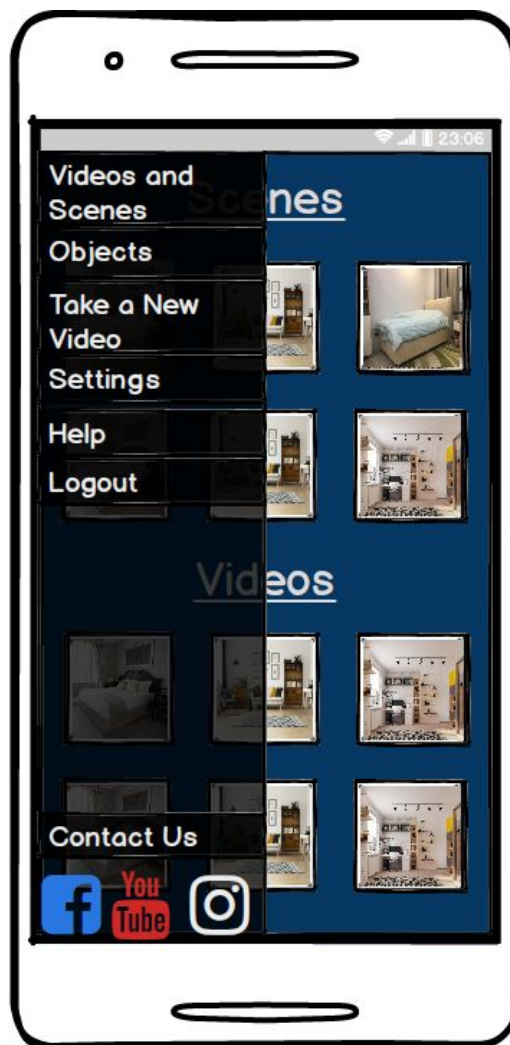 23:06
Videos and
Scenes
Scenes
Objects
Take a New
Video
Settings
Help
Logout
Videos
Contact Us
You
Tube